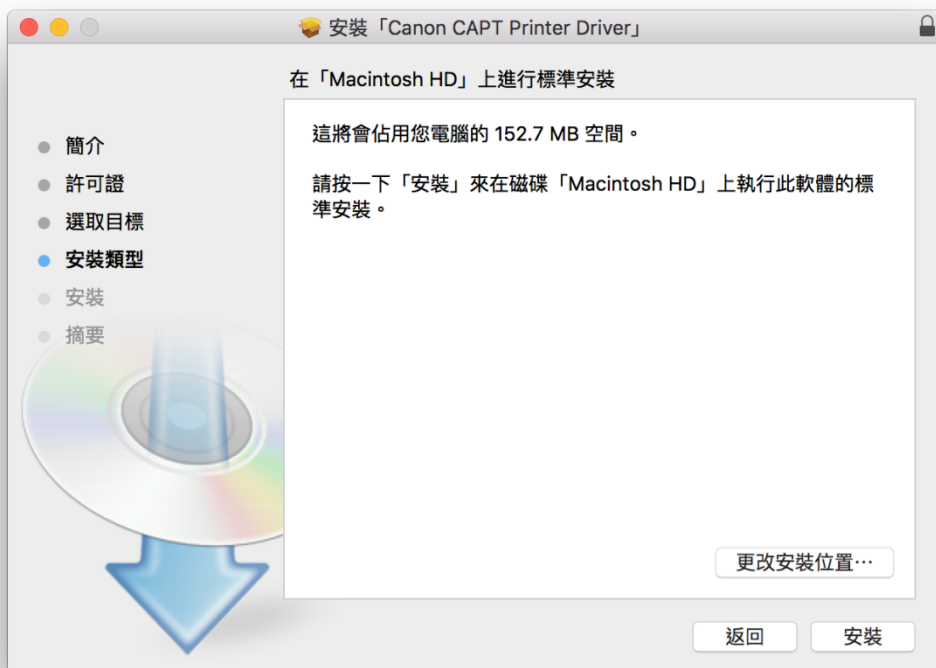 安裝「Canon CAPT Printer Driver」
在「Macintosh HD」上進行標準安裝
簡介
許可證
選取目標
安裝類型
安裝
摘要
這將會佔用您電腦的 152.7 MB 空間。
請按一下「安裝」來在磁碟「Macintosh HD」上執行此軟體的標
準安裝。
更改安裝位置⋯
返回
安裝